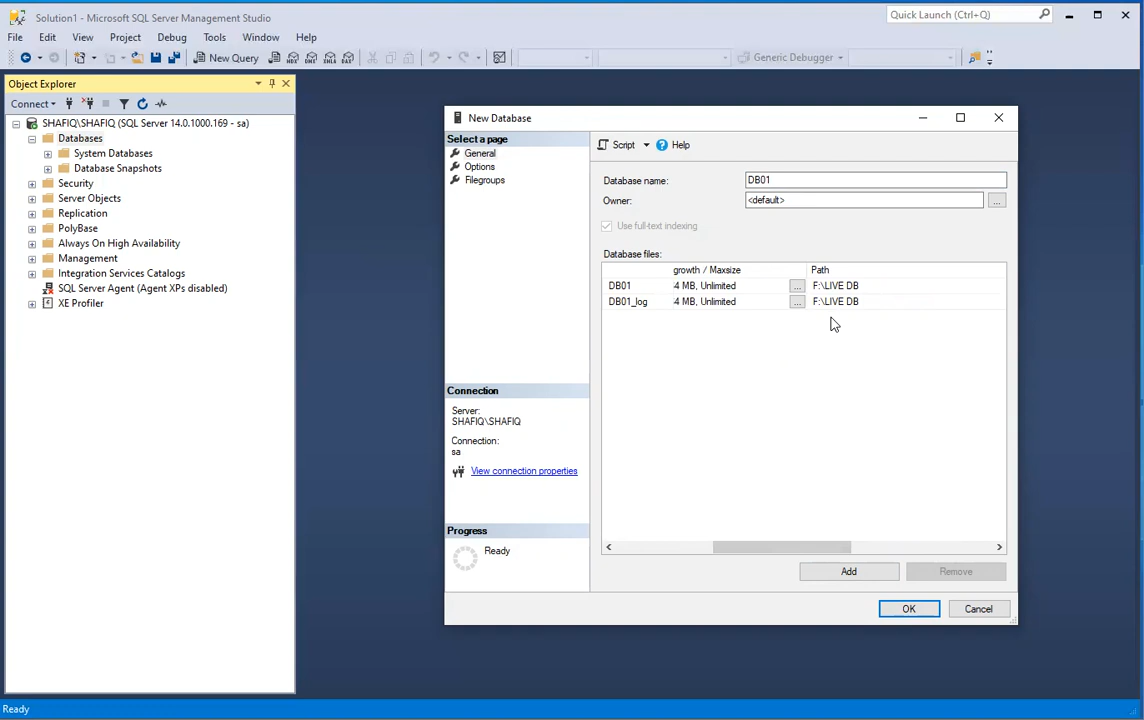 Solution1 - Microsoft SQL Server Management Studio
Quick Launch (Ctrl+Q)
File Edit View Project Debug Tools Window Help
New Query
Generic Debugger
Object Explorer
Connect
SHAFIQ\SHAFIQ (SQL Server 14.0.1000.169 - sa)
Databases
System Databases
Database Snapshots
Security
Server Objects
Replication
PolyBase
Always On High Availability
Management
Integration Services Catalogs
SQL Server Agent (Agent XPs disabled)
XE Profiler
New Database
Select a page
General
Options
Filegroups
Connection
Server:
SHAFIQ\SHAFIQ
Connection:
sa
View connection properties
Progress
Ready
Script Help
Database name: DB01
Owner: <default> ...
Use full-text indexing
Database files:
growth / Maxsize Path
DB01 4 MB, Unlimited ... F:\LIVE DB
DB01_log 4 MB, Unlimited ... F:\LIVE DB
Add Remove
OK Cancel
Ready